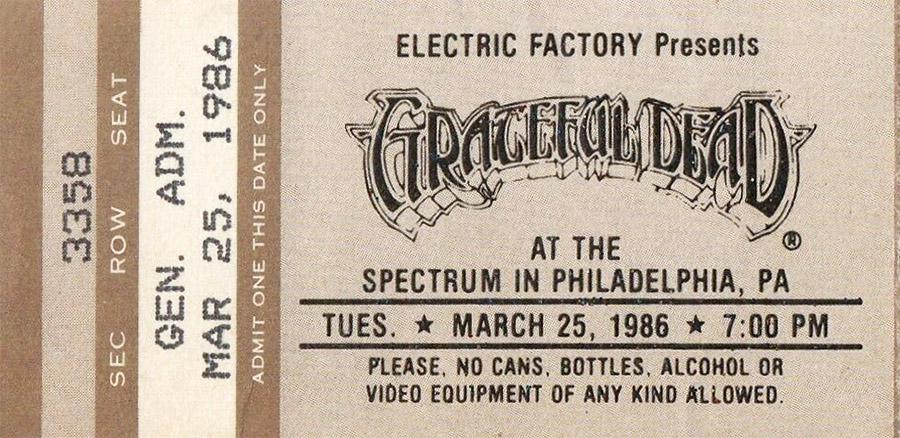 3358
SEC ROW SEAT
GEN. ADM.
MAR 25, 1986
ADMIT ONE THIS DATE ONLY
ELECTRIC FACTORY Presents
GRATEFUL DEAD
®
AT THE
SPECTRUM IN PHILADELPHIA, PA
TUES. ★ MARCH 25, 1986 ★ 7:00 PM
PLEASE, NO CANS, BOTTLES, ALCOHOL OR
VIDEO EQUIPMENT OF ANY KIND ALLOWED.